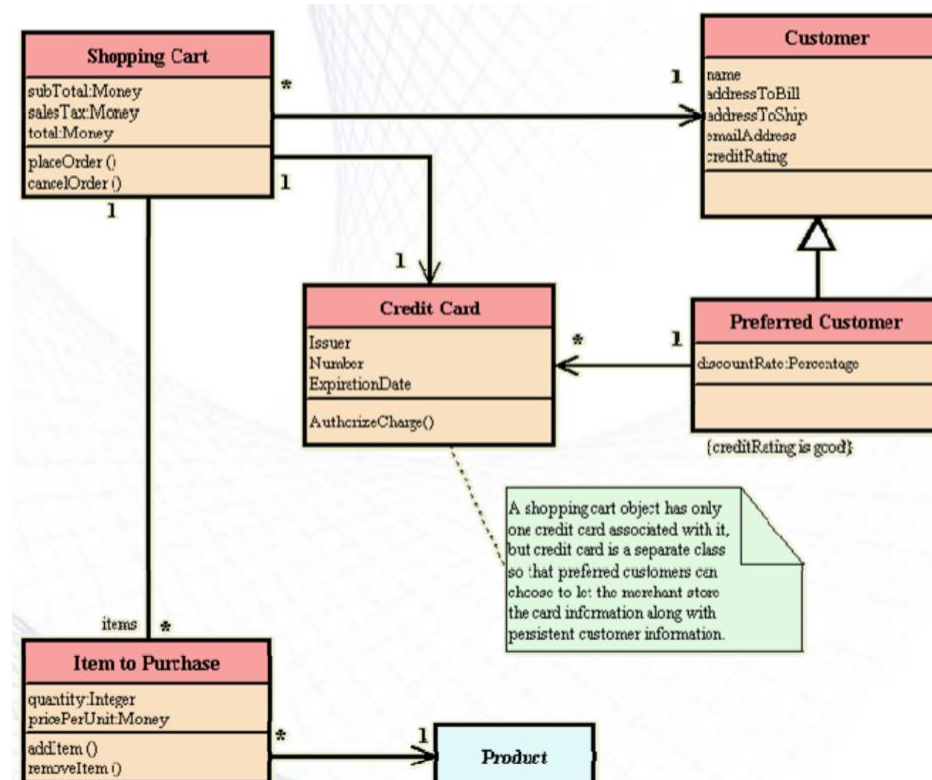 Shopping Cart
subTotal:Money
salesTax:Money
total:Money
placeOrder ()
cancelOrder ()
*
1
Customer
name
addressToBill
addressToShip
emailAddress
creditRating
1
1
1
Credit Card
Issuer
Number
ExpirationDate
AuthorizeCharge()
*
1
Preferred Customer
discountRate:Percentage
{creditRating is good}
A shopping cart object has only
one credit card associated with it,
but credit card is a separate class
so that preferred customers can
choose to let the merchant store
the card information along with
persistent customer information.
items *
Item to Purchase
quantity:Integer
pricePerUnit:Money
addItem ()
removeItem ()
*
1
Product